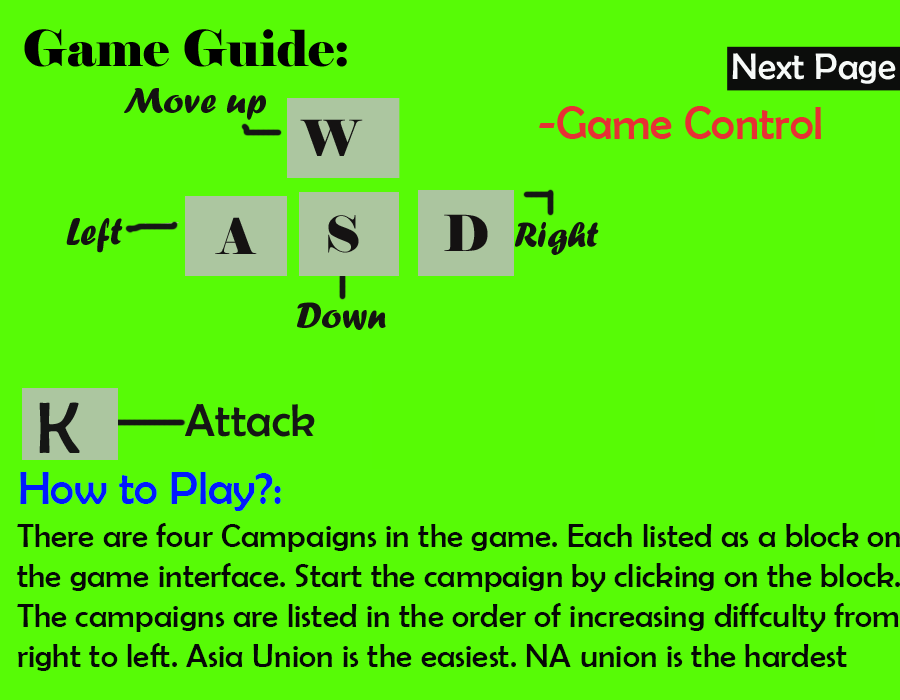 Game Guide:
Next Page
Move up
W
-Game Control
Left
A
S
D
Right
Down
K
Attack
How to Play?:
There are four Campaigns in the game. Each listed as a block on
the game interface. Start the campaign by clicking on the block.
The campaigns are listed in the order of increasing diffculty from
right to left. Asia Union is the easiest. NA union is the hardest